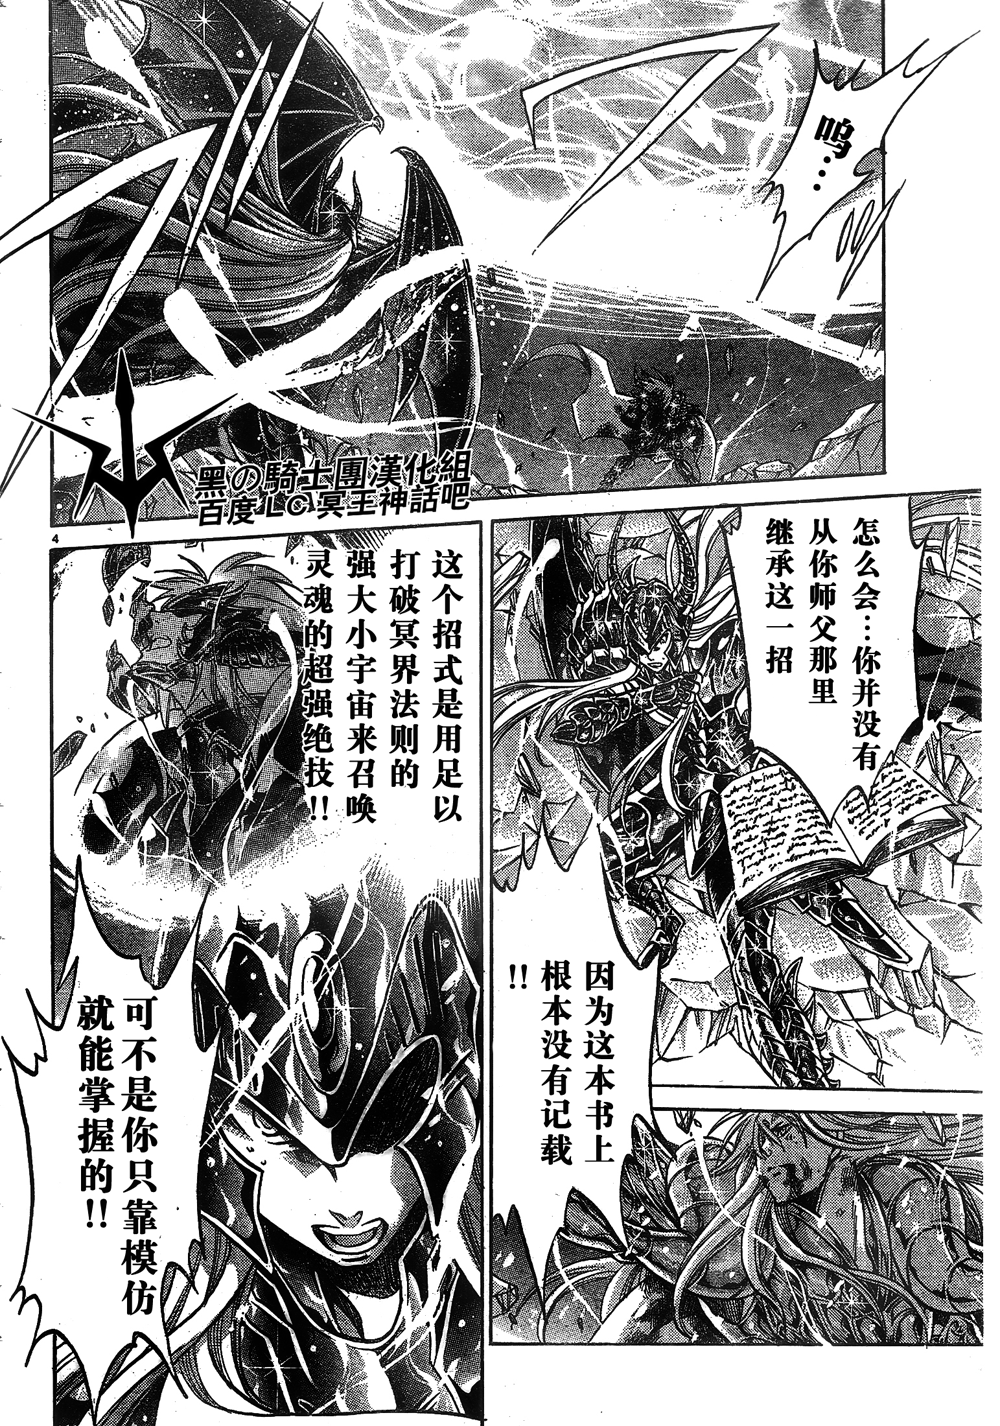 呜…
黑の騎士團漢化組
百度 LC 冥王神話吧
4
怎么会…你并没有
从你师父那里
继承这一招
因为这本书上
根本没有记载
!!
这个招式是用足以
打破冥界法则的
强大小宇宙来召唤
灵魂的超强绝技!!
可不是你只靠模仿
就能掌握的!!